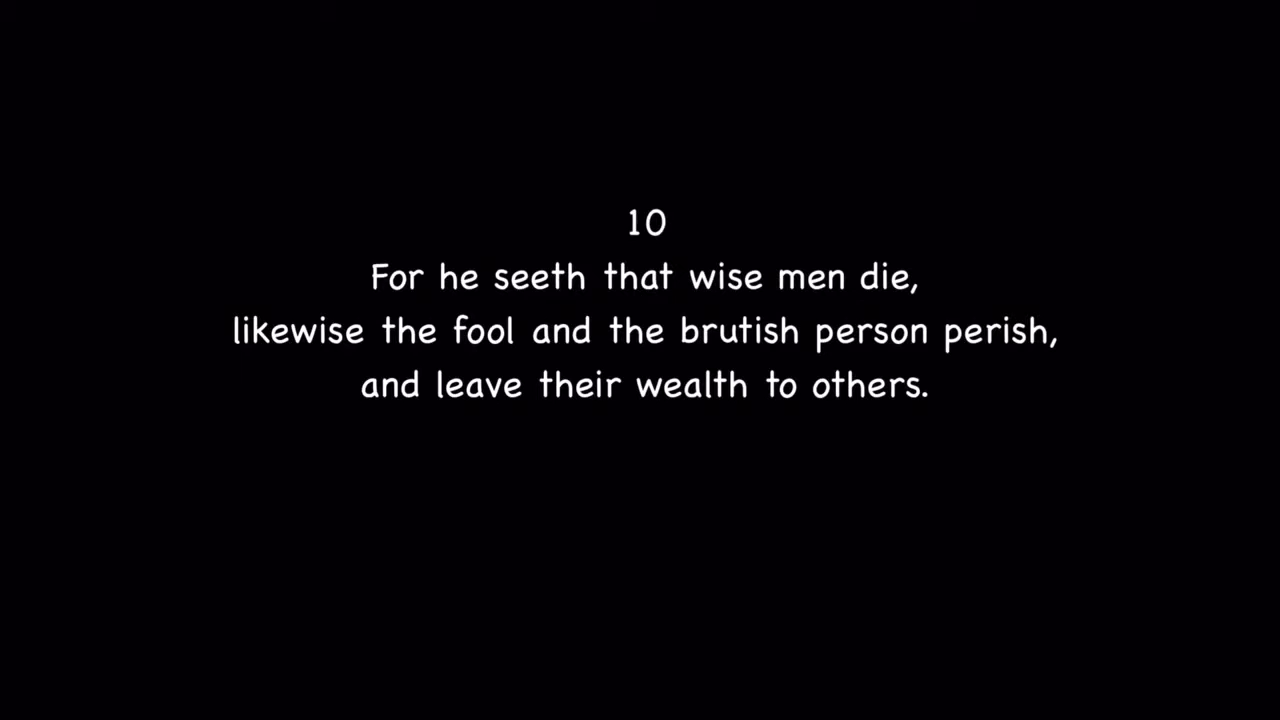 10
For he seeth that wise men die,
likewise the fool and the brutish person perish,
and leave their wealth to others.